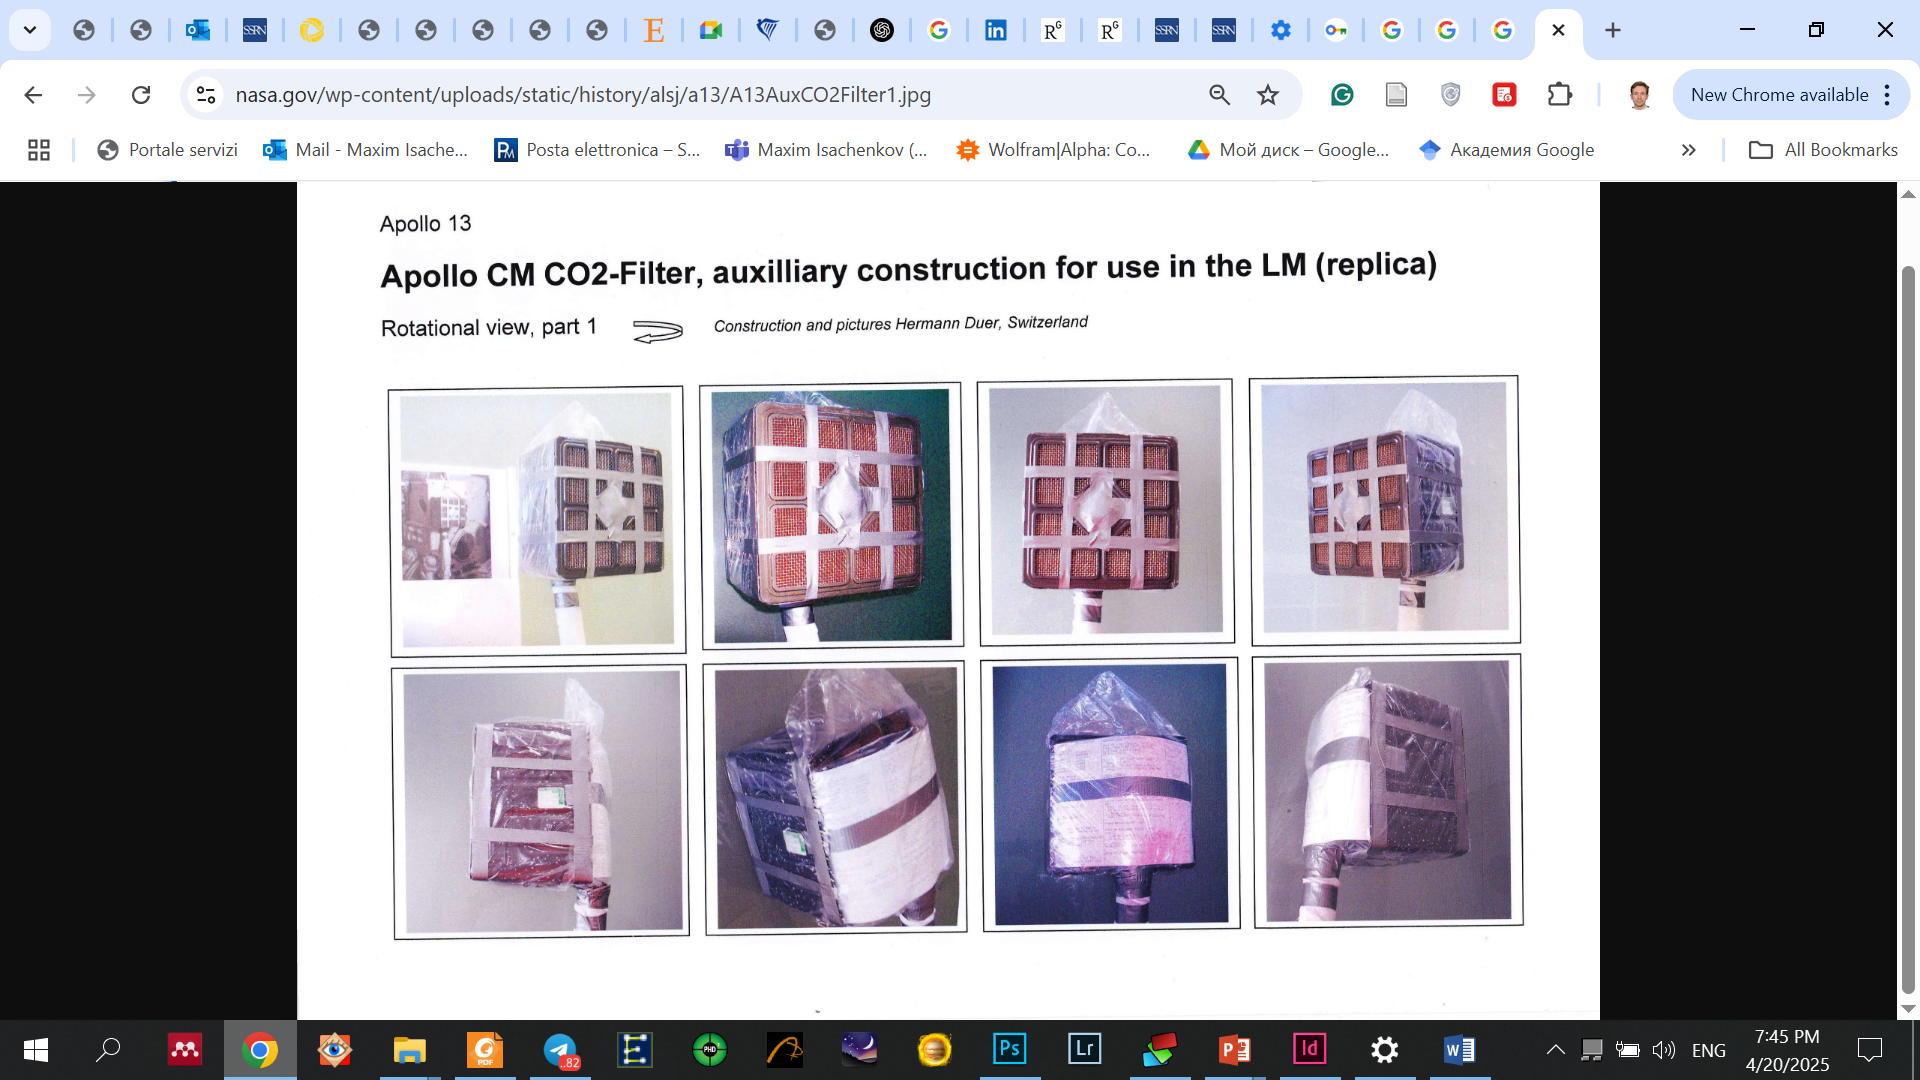 nasa.gov/wp-content/uploads/static/history/alsj/a13/A13AuxCO2Filter1.jpg
New Chrome available
Portale servizi
Mail - Maxim Isache...
Posta elettronica – S...
Maxim Isachenkov (...
Wolfram|Alpha: Co...
Мой диск – Google...
Академия Google
All Bookmarks
Apollo 13
Apollo CM CO2-Filter, auxilliary construction for use in the LM (replica)
Rotational view, part 1
Construction and pictures Hermann Duer, Switzerland
ENG
7:45 PM
4/20/2025